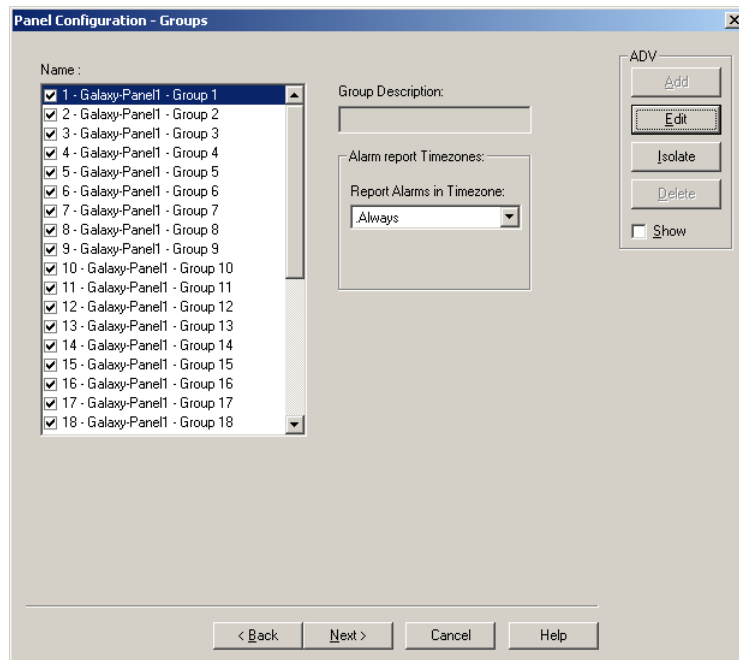 Panel Configuration - Groups
Name :
1 - Galaxy-Panel1 - Group 1
2 - Galaxy-Panel1 - Group 2
3 - Galaxy-Panel1 - Group 3
4 - Galaxy-Panel1 - Group 4
5 - Galaxy-Panel1 - Group 5
6 - Galaxy-Panel1 - Group 6
7 - Galaxy-Panel1 - Group 7
8 - Galaxy-Panel1 - Group 8
9 - Galaxy-Panel1 - Group 9
10 - Galaxy-Panel1 - Group 10
11 - Galaxy-Panel1 - Group 11
12 - Galaxy-Panel1 - Group 12
13 - Galaxy-Panel1 - Group 13
14 - Galaxy-Panel1 - Group 14
15 - Galaxy-Panel1 - Group 15
16 - Galaxy-Panel1 - Group 16
17 - Galaxy-Panel1 - Group 17
18 - Galaxy-Panel1 - Group 18
Group Description:
Alarm report Timezones:
Report Alarms in Timezone:
.Always
ADV
Add
Edit
Isolate
Delete
Show
< Back
Next >
Cancel
Help